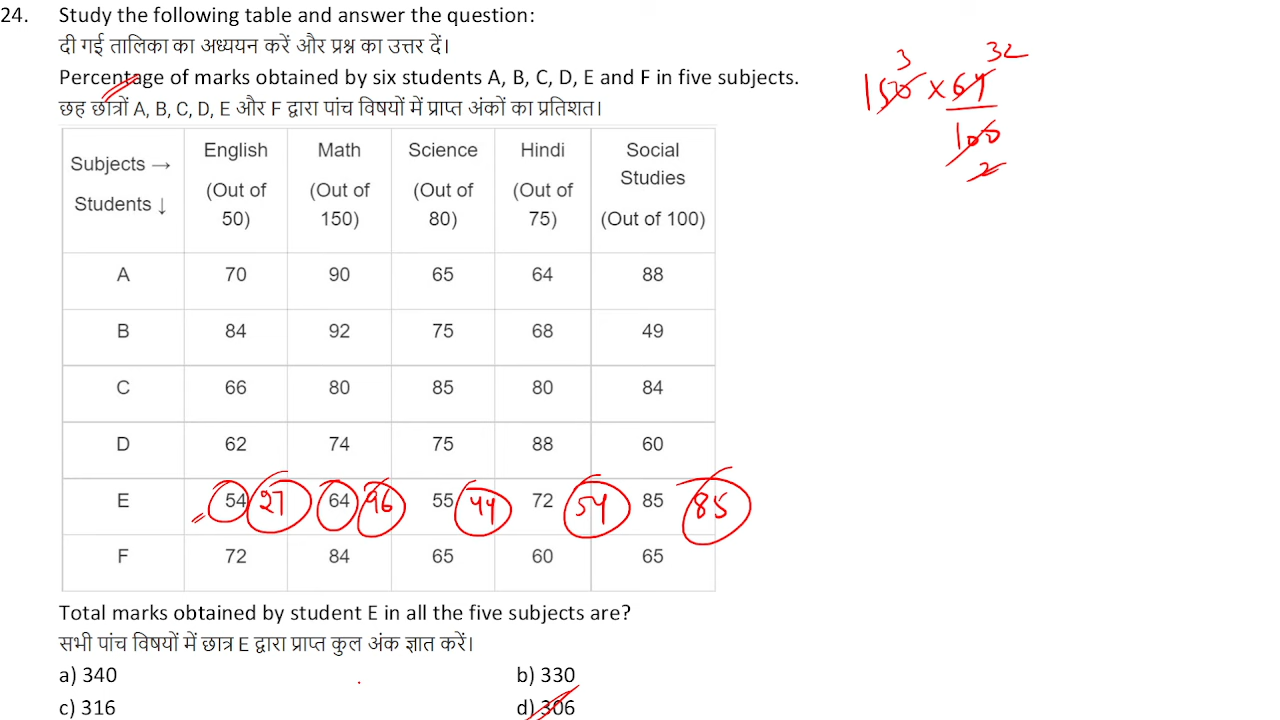 24. Study the following table and answer the question:
दी गई तालिका का अध्ययन करें और प्रश्न का उत्तर दें।
Percentage of marks obtained by six students A, B, C, D, E and F in five subjects.
छह छात्रों A, B, C, D, E और F द्वारा पांच विषयों में प्राप्त अंकों का प्रतिशत।
3 32
150 × 64
100
2
Subjects → Students ↓ English (Out of 50) Math (Out of 150) Science (Out of 80) Hindi (Out of 75) Social Studies (Out of 100)
A 70 90 65 64 88
B 84 92 75 68 49
C 66 80 85 80 84
D 62 74 75 88 60
E 54 27 64 96 55 44 72 54 85 85
F 72 84 65 60 65
Total marks obtained by student E in all the five subjects are?
सभी पांच विषयों में छात्र E द्वारा प्राप्त कुल अंक ज्ञात करें।
a) 340 b) 330
c) 316 d) 306